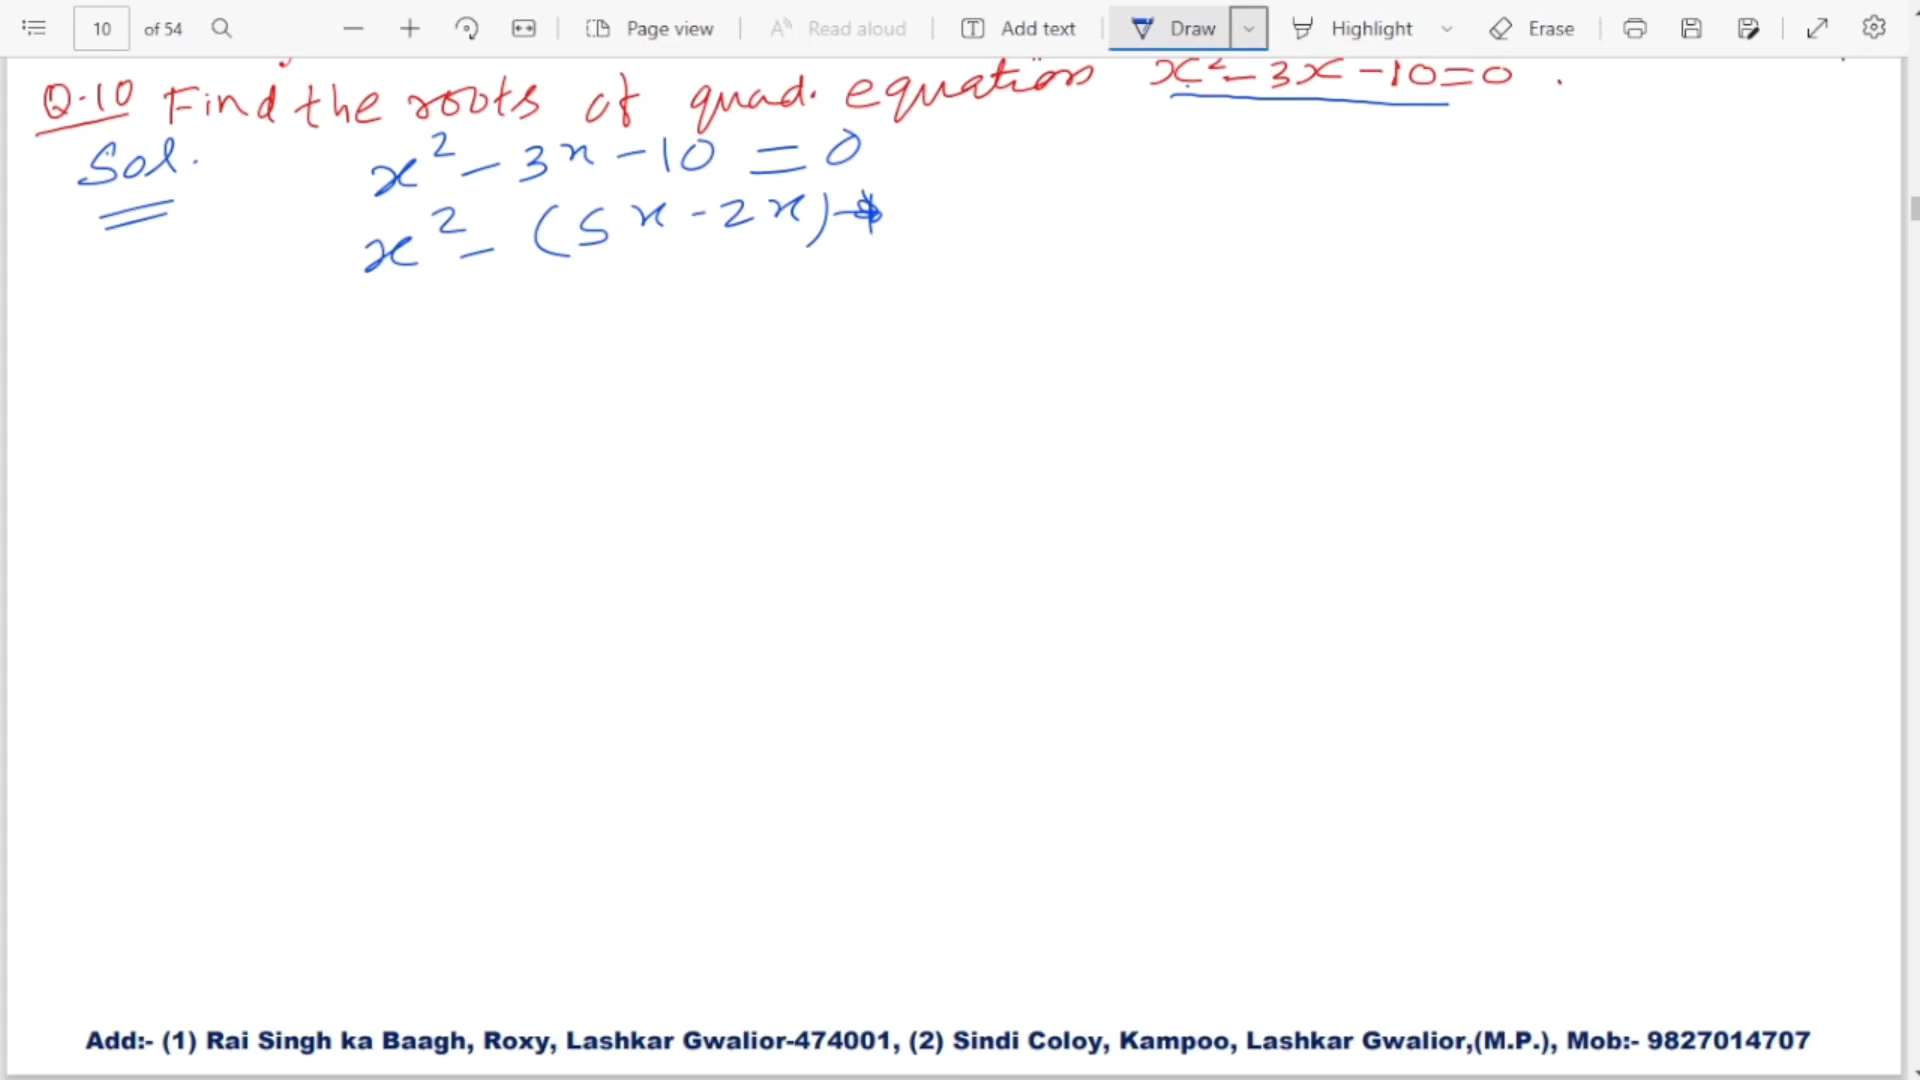 10 of 54 Page view Read aloud Add text Draw Highlight Erase
Q.10 Find the roots of quad. equation x² - 3x - 10 = 0 .
Sol. x² - 3x - 10 = 0
x² - (5x - 2x) -
Add:- (1) Rai Singh ka Baagh, Roxy, Lashkar Gwalior-474001, (2) Sindi Coloy, Kampoo, Lashkar Gwalior,(M.P.), Mob:- 9827014707